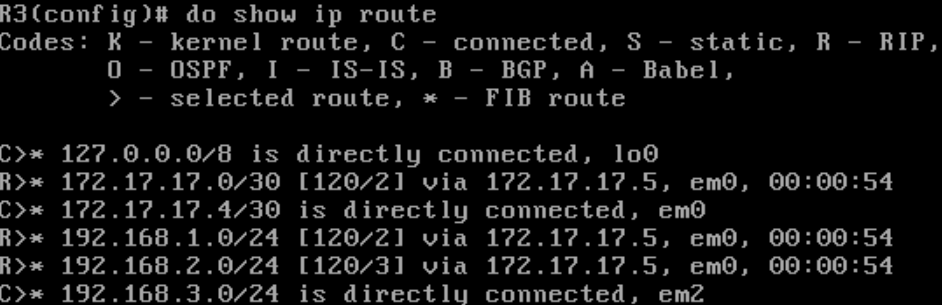 R3(config)# do show ip route
Codes: K - kernel route, C - connected, S - static, R - RIP,
O - OSPF, I - IS-IS, B - BGP, A - Babel,
> - selected route, * - FIB route
C>* 127.0.0.0/8 is directly connected, lo0
R>* 172.17.17.0/30 [120/2] via 172.17.17.5, em0, 00:00:54
C>* 172.17.17.4/30 is directly connected, em0
R>* 192.168.1.0/24 [120/2] via 172.17.17.5, em0, 00:00:54
R>* 192.168.2.0/24 [120/3] via 172.17.17.5, em0, 00:00:54
C>* 192.168.3.0/24 is directly connected, em2